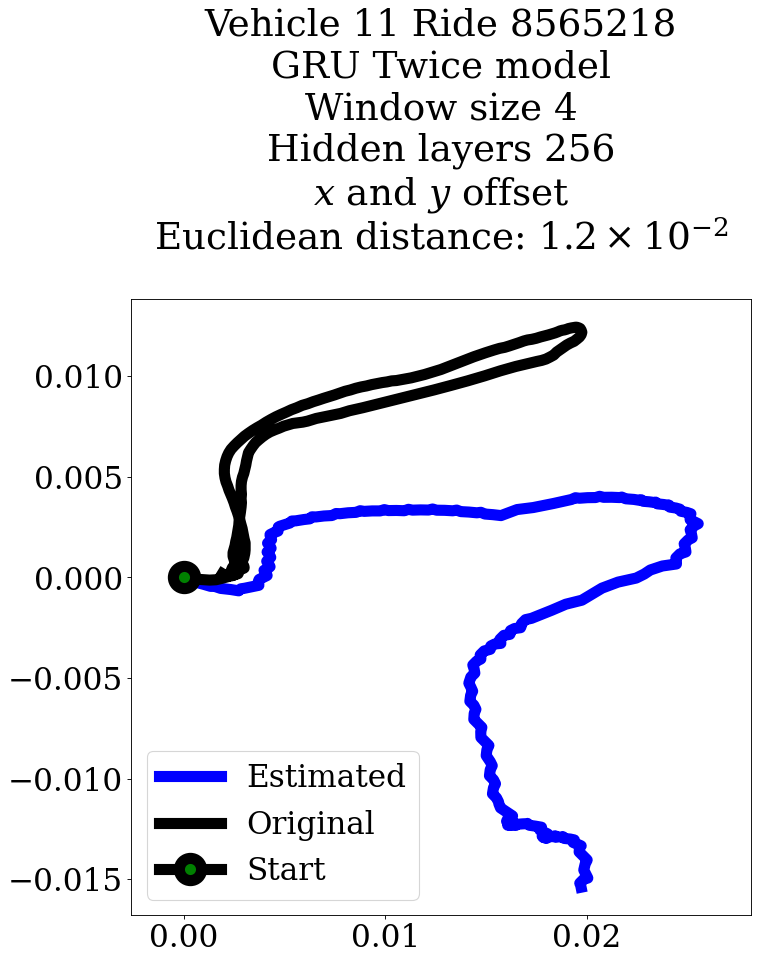 Vehicle 11 Ride 8565218
GRU Twice model
Window size 4
Hidden layers 256
x and y offset
Euclidean distance: 1.2 × 10⁻²
0.010
0.005
0.000
−0.005
−0.010
−0.015
Estimated
Original
Start
0.00 0.01 0.02